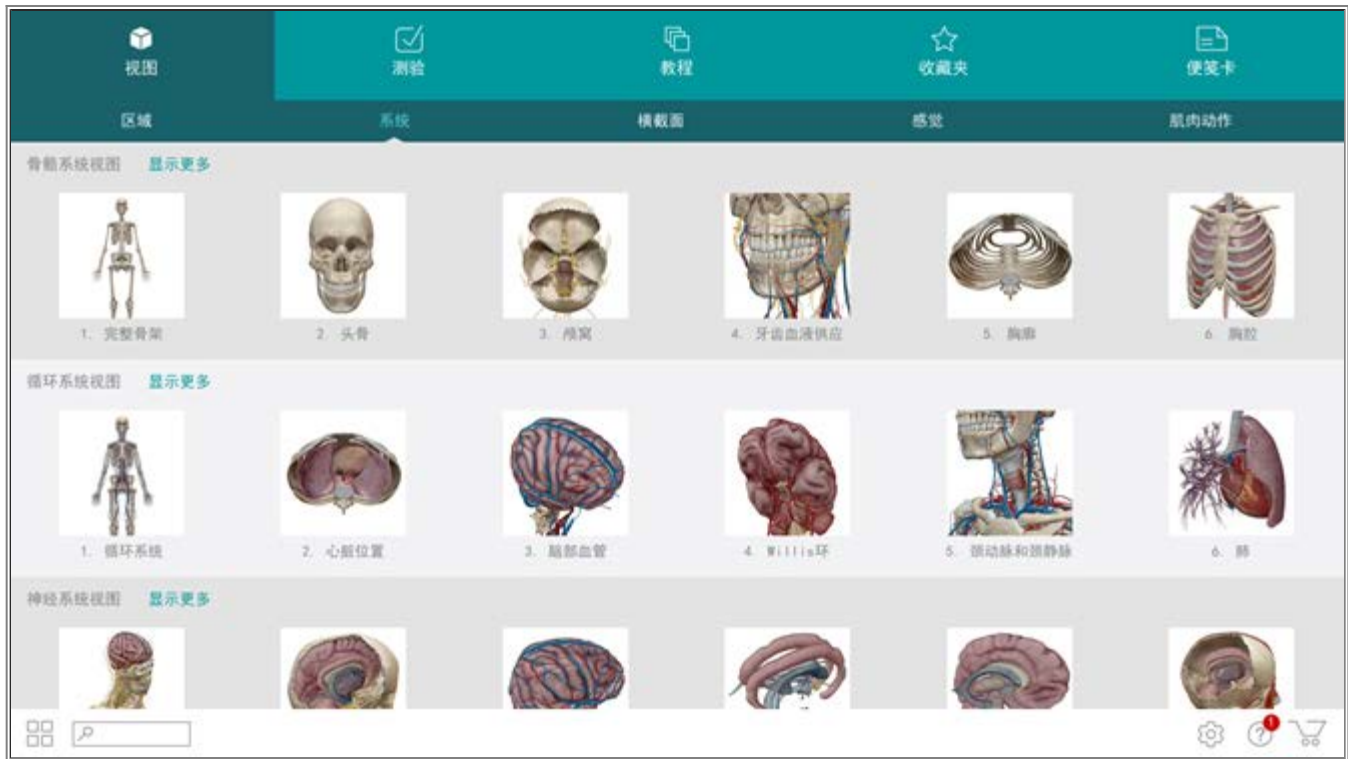 视图 测验 教程 收藏夹 便笺卡
区域 系统 横截面 感觉 肌肉动作
骨骼系统视图 显示更多
1. 完整骨架 2. 头骨 3. 颅窝 4. 牙齿血液供应 5. 胸廓 6. 胸腔
循环系统视图 显示更多
1. 循环系统 2. 心脏位置 3. 脑部血管 4. Willis环 5. 颈动脉和颈静脉 6. 肺
神经系统视图 显示更多
1